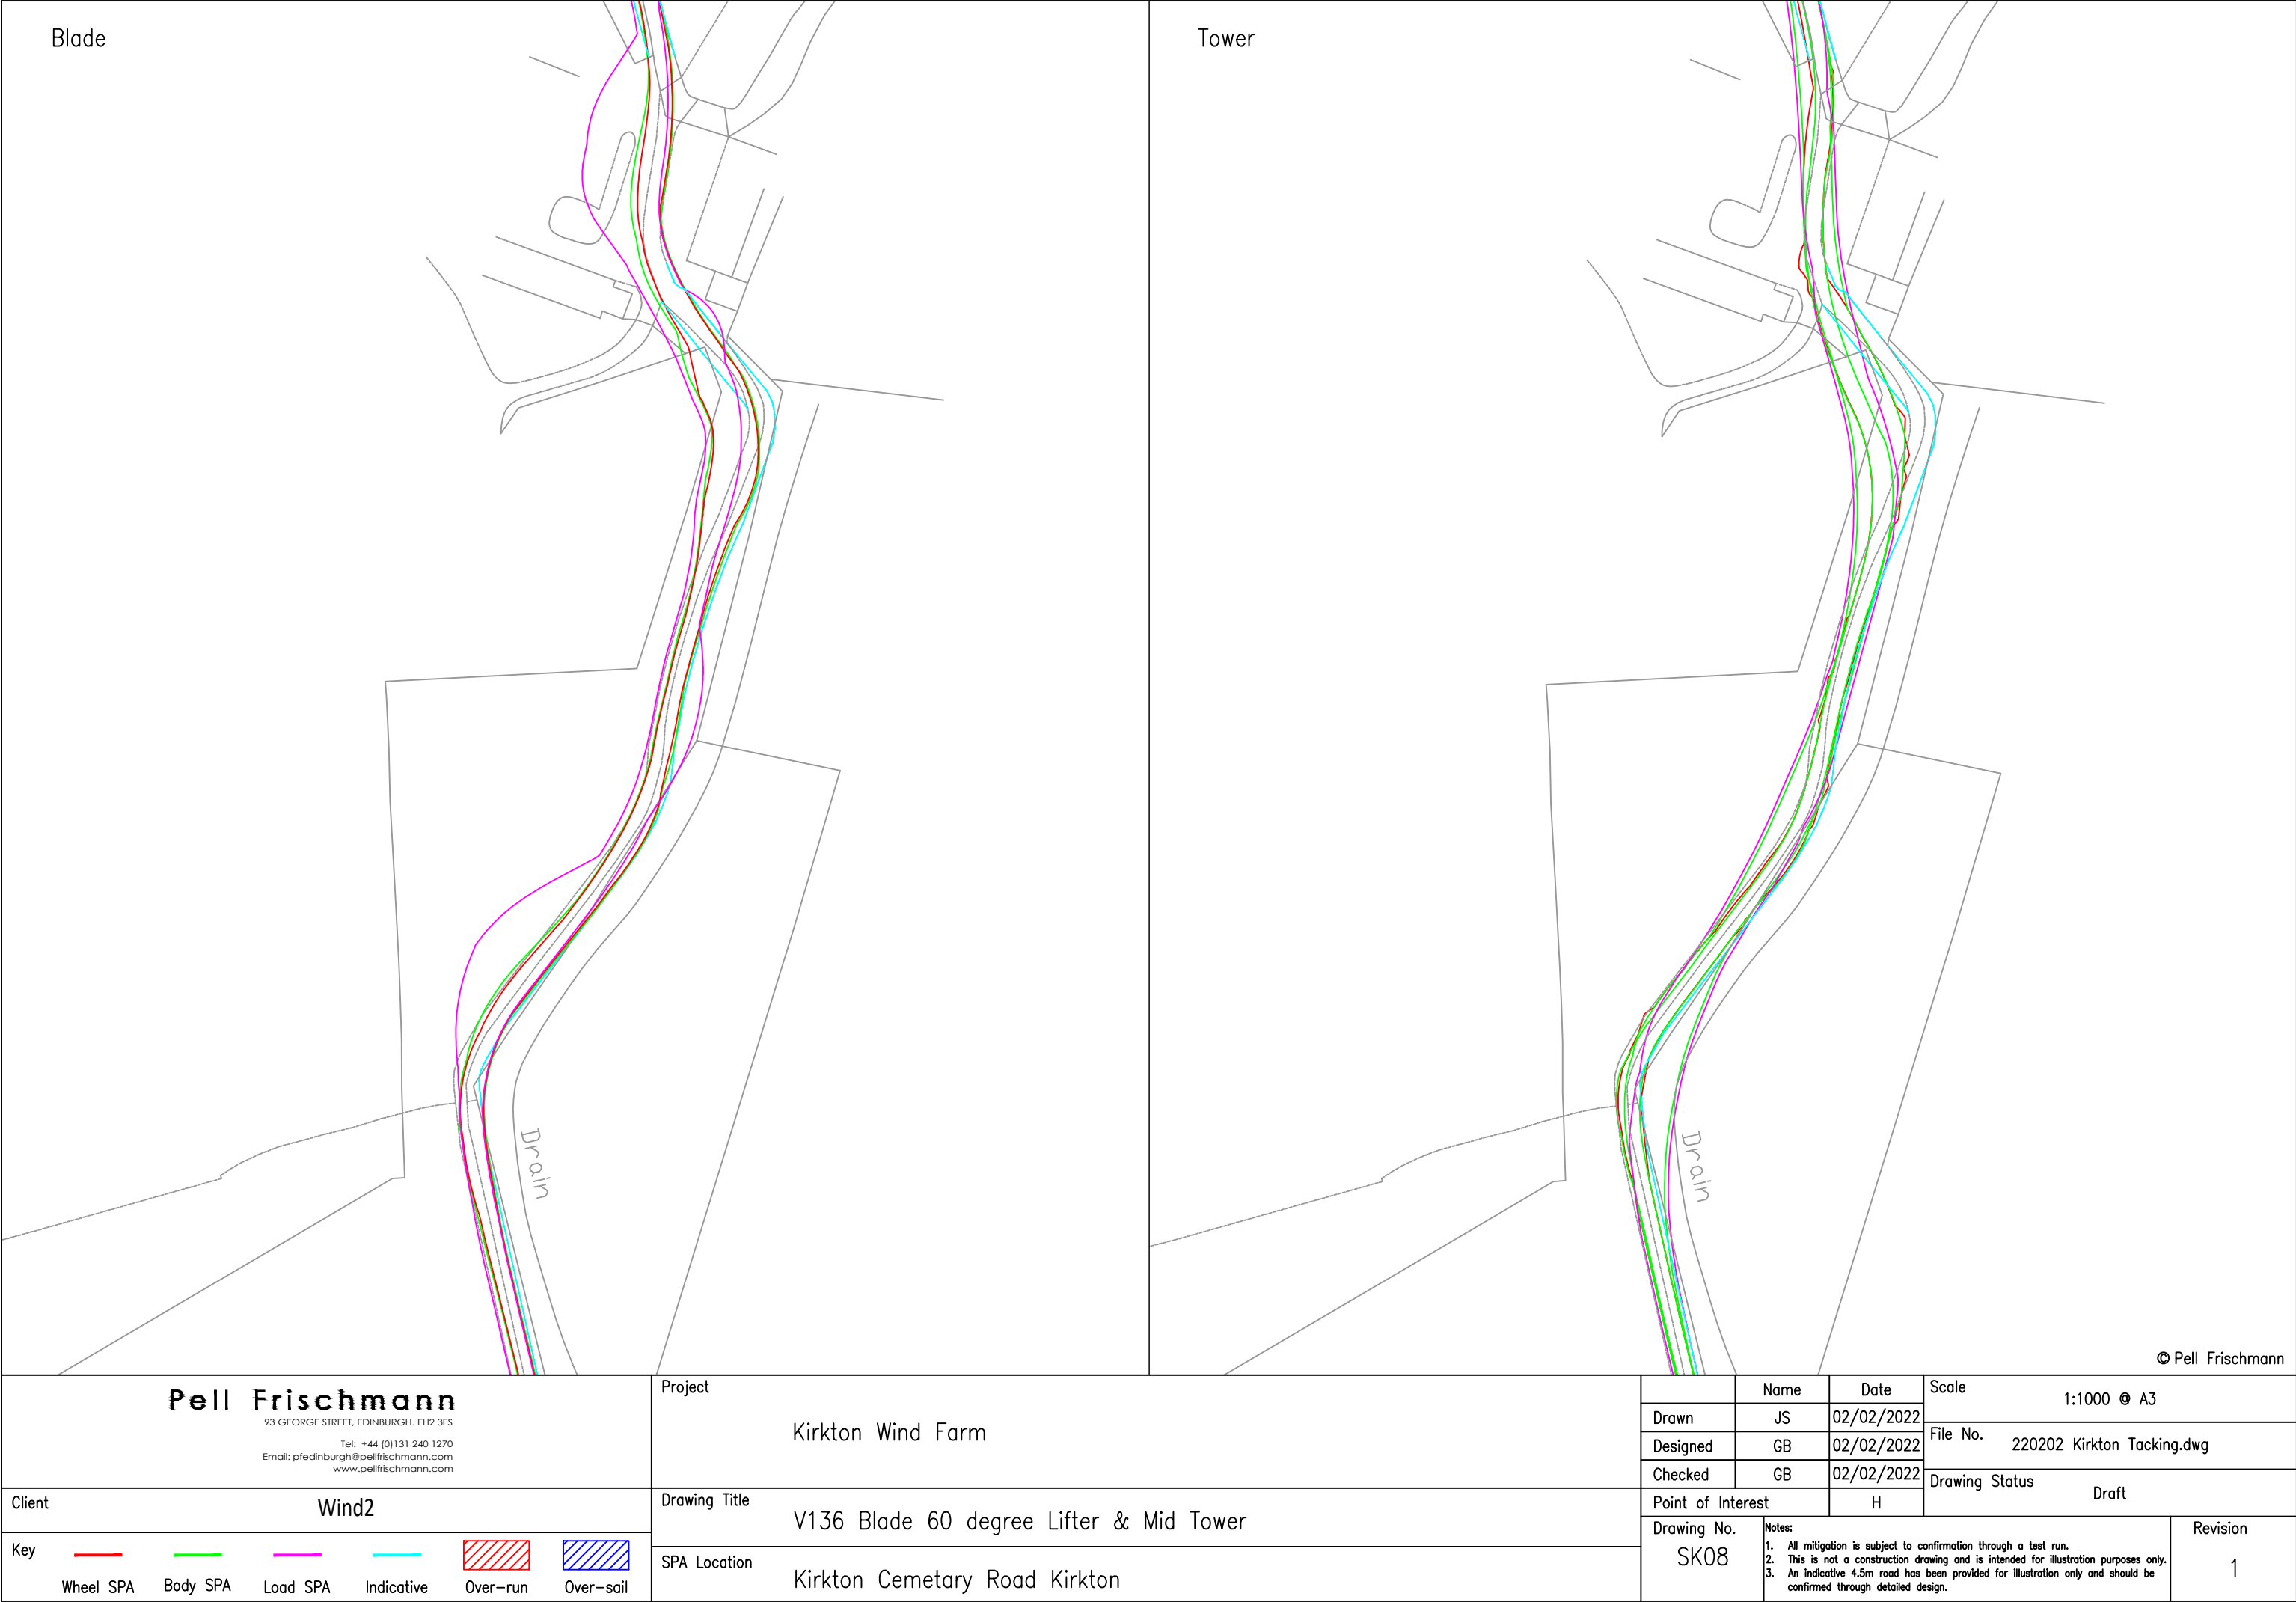 Blade
Tower
Drain
Drain
© Pell Frischmann
Pell Frischmann
93 GEORGE STREET, EDINBURGH. EH2 3ES
Tel: +44 (0)131 240 1270
Email: pfedinburgh@pellfrischmann.com
www.pellfrischmann.com
Client
Wind2
Key
Wheel SPA
Body SPA
Load SPA
Indicative
Over-run
Over-sail
Project
Kirkton Wind Farm
Drawing Title
V136 Blade 60 degree Lifter & Mid Tower
SPA Location
Kirkton Cemetary Road Kirkton
Name Date
Drawn JS 02/02/2022
Designed GB 02/02/2022
Checked GB 02/02/2022
Point of Interest H
Scale
1:1000 @ A3
File No.
220202 Kirkton Tacking.dwg
Drawing Status
Draft
Drawing No.
SK08
Notes:
1. All mitigation is subject to confirmation through a test run.
2. This is not a construction drawing and is intended for illustration purposes only.
3. An indicative 4.5m road has been provided for illustration only and should be
confirmed through detailed design.
Revision
1